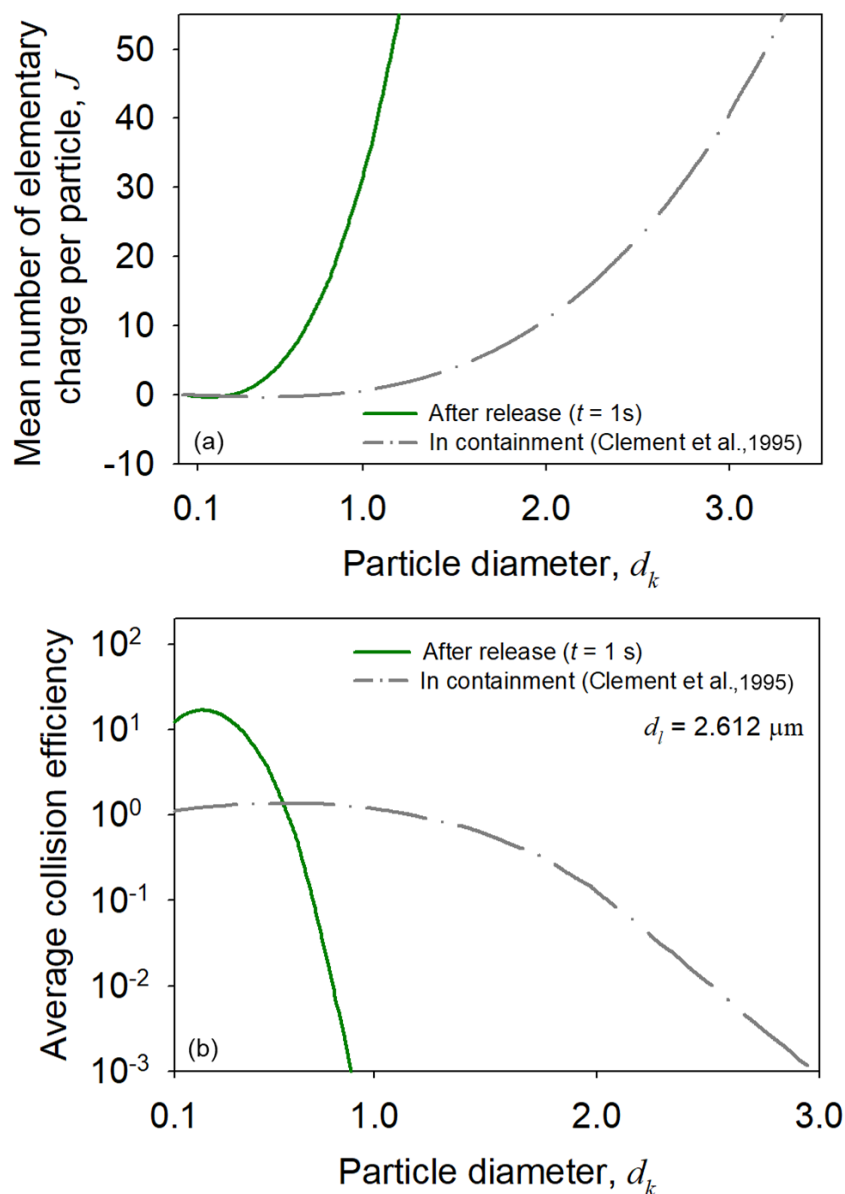 Mean number of elementary
charge per particle, J
50
40
30
20
10
0
-10
(a)
After release (t = 1s)
In containment (Clement et al.,1995)
0.1
1.0
2.0
3.0
Particle diameter, dₖ
Average collision efficiency
10²
10¹
10⁰
10⁻¹
10⁻²
10⁻³
After release (t = 1 s)
In containment (Clement et al.,1995)
dₗ = 2.612 µm
(b)
0.1
1.0
2.0
3.0
Particle diameter, dₖ